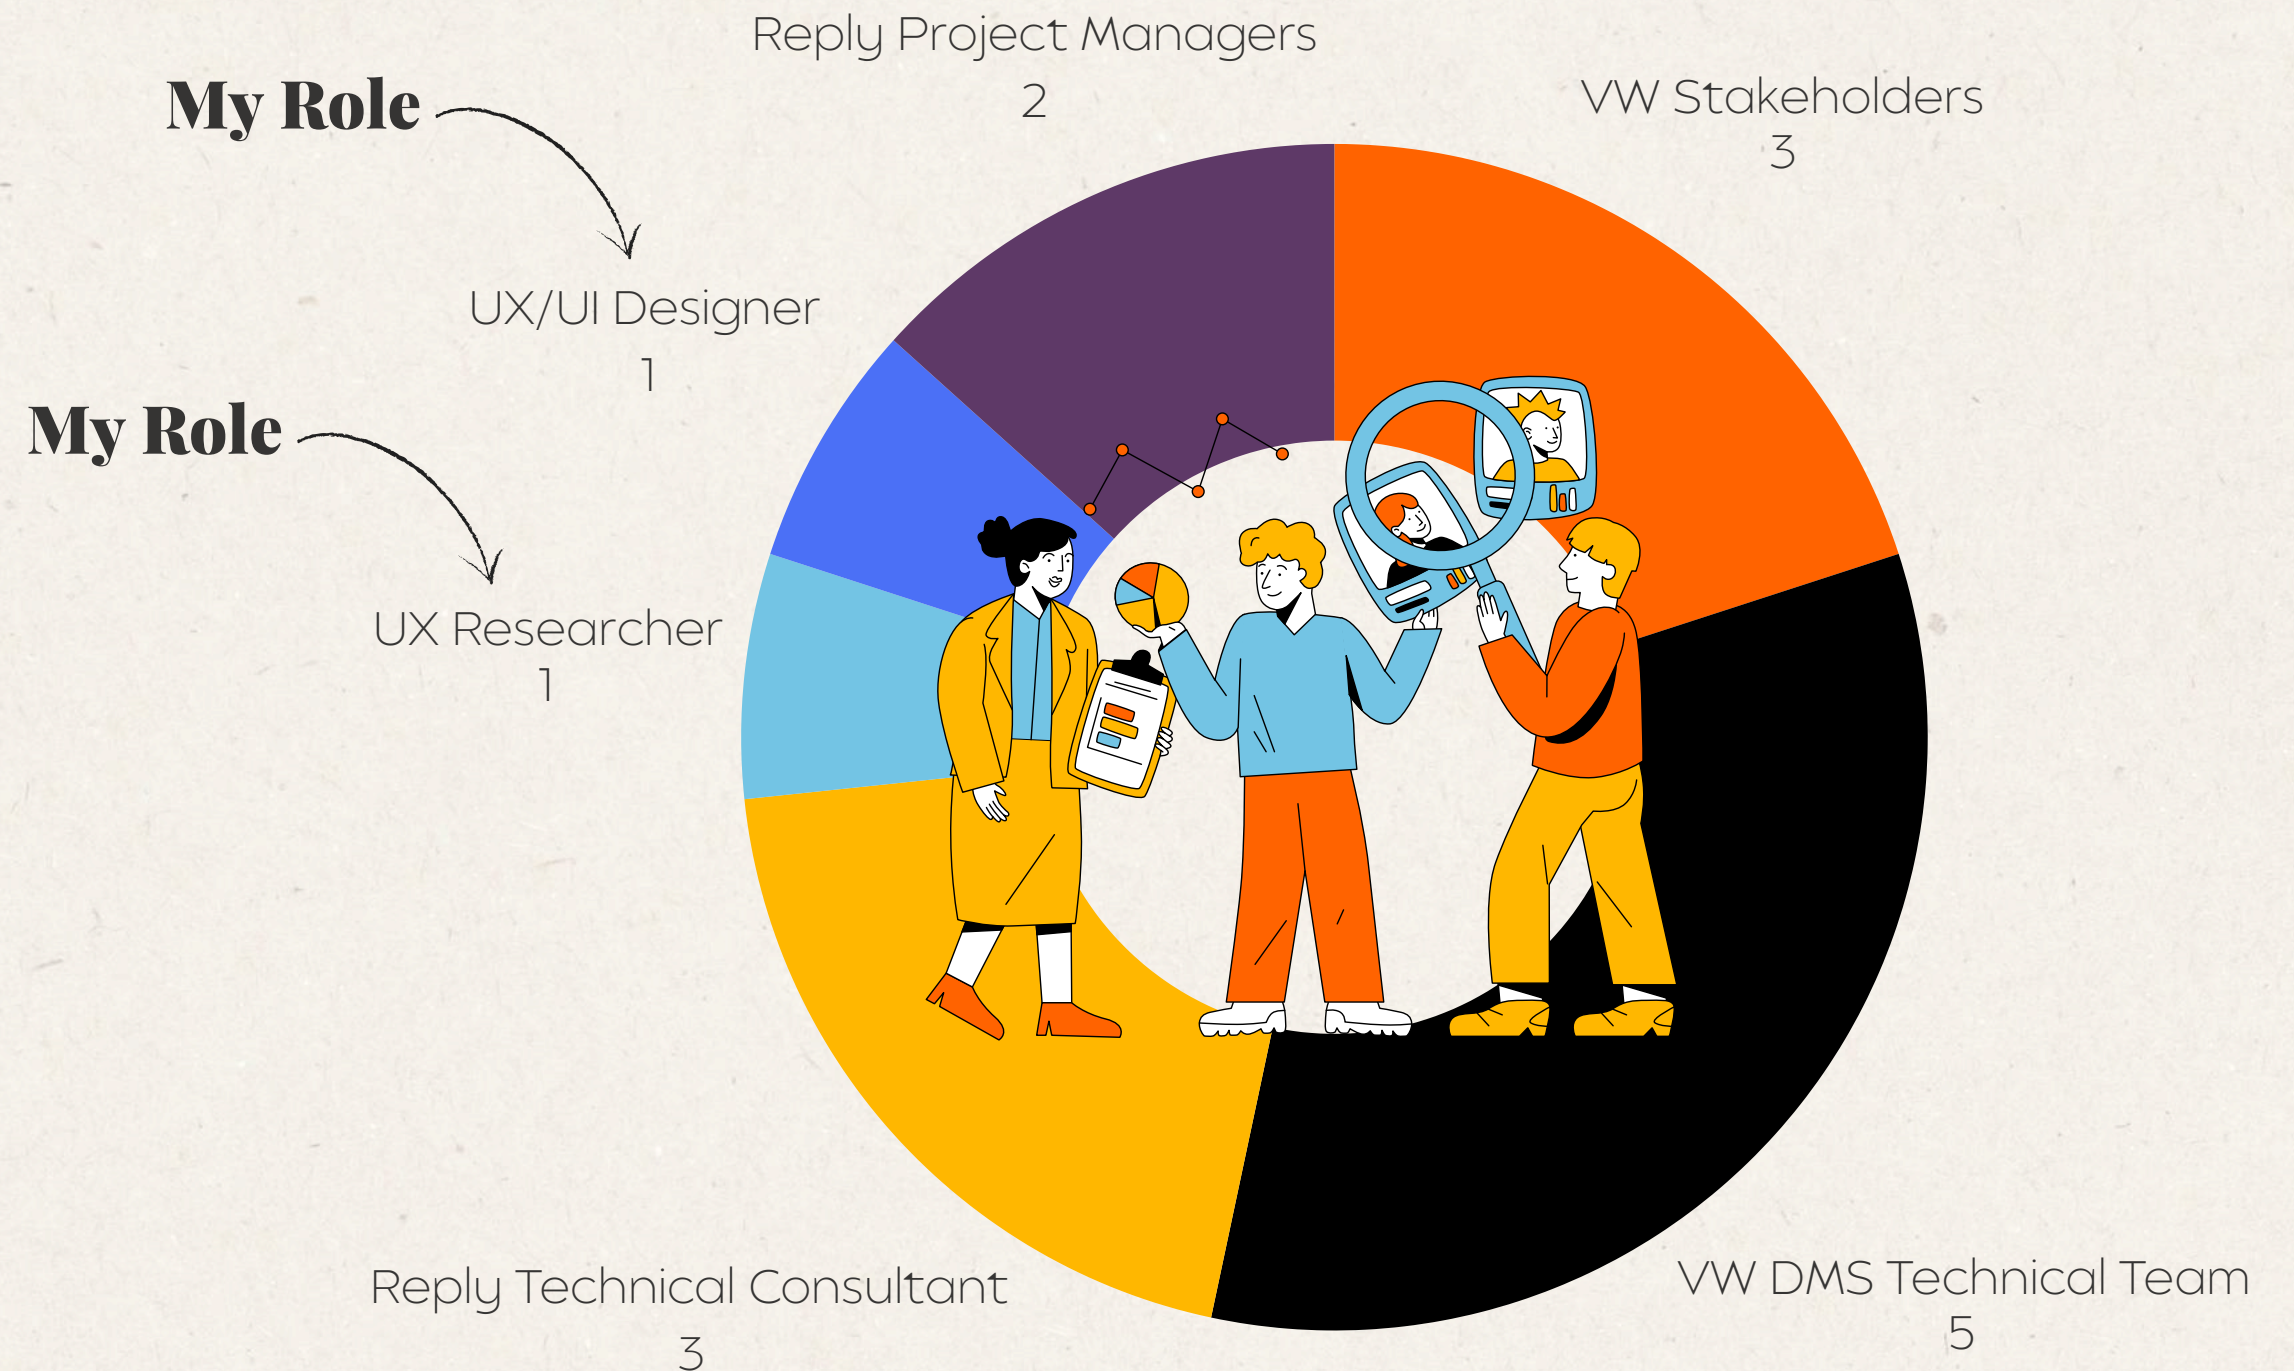 Reply Project Managers
2
VW Stakeholders
3
My Role
UX/UI Designer
1
My Role
UX Researcher
1
Reply Technical Consultant
3
VW DMS Technical Team
5